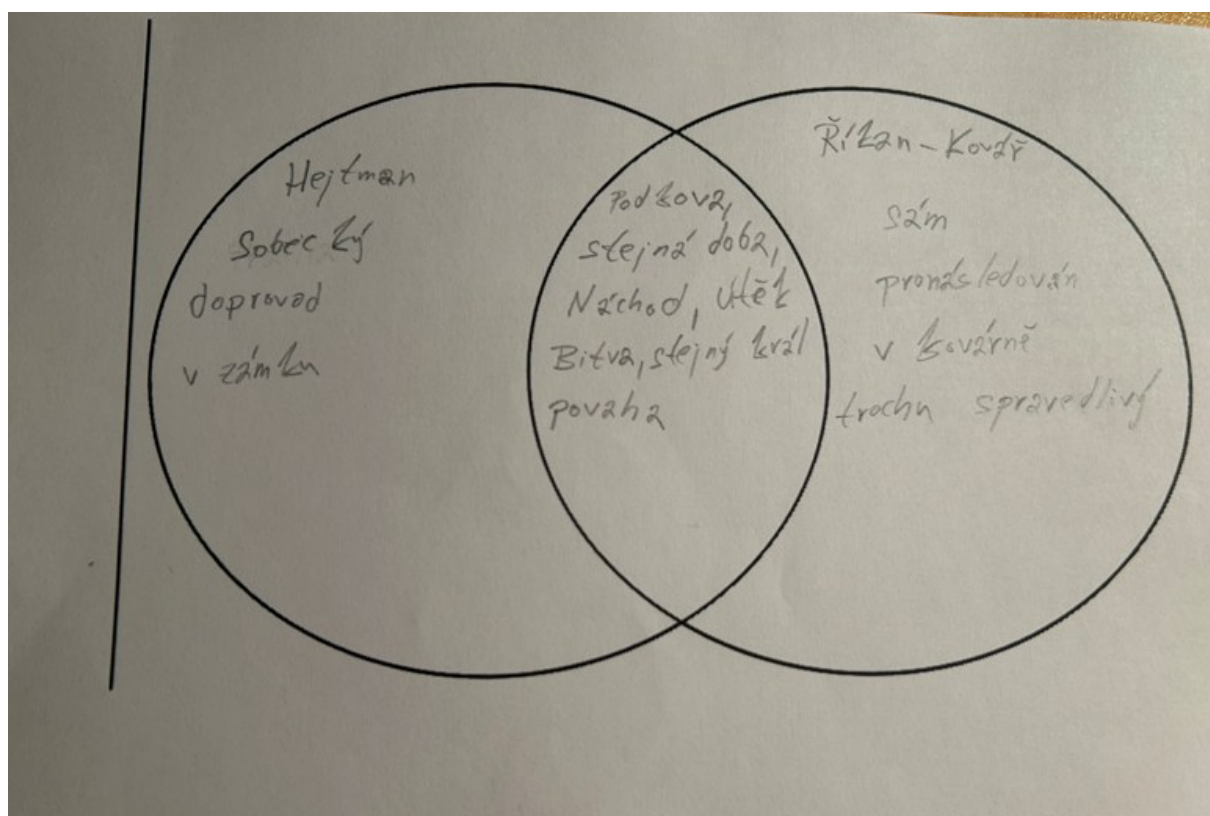 Hejtman
Sobecký
doprovod
v zámku
Podkova,
stejná doba,
Náchod, útěk
Bitva, stejný král
povaha
Říkan - Kovář
sám
pronásledován
v kovárně
trochu spravedlivý